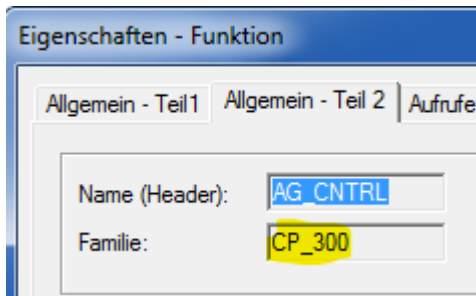 Eigenschaften - Funktion
Allgemein - Teil1 Allgemein - Teil 2 Aufrufe
Name (Header): AG_CNTRL
Familie: CP_300